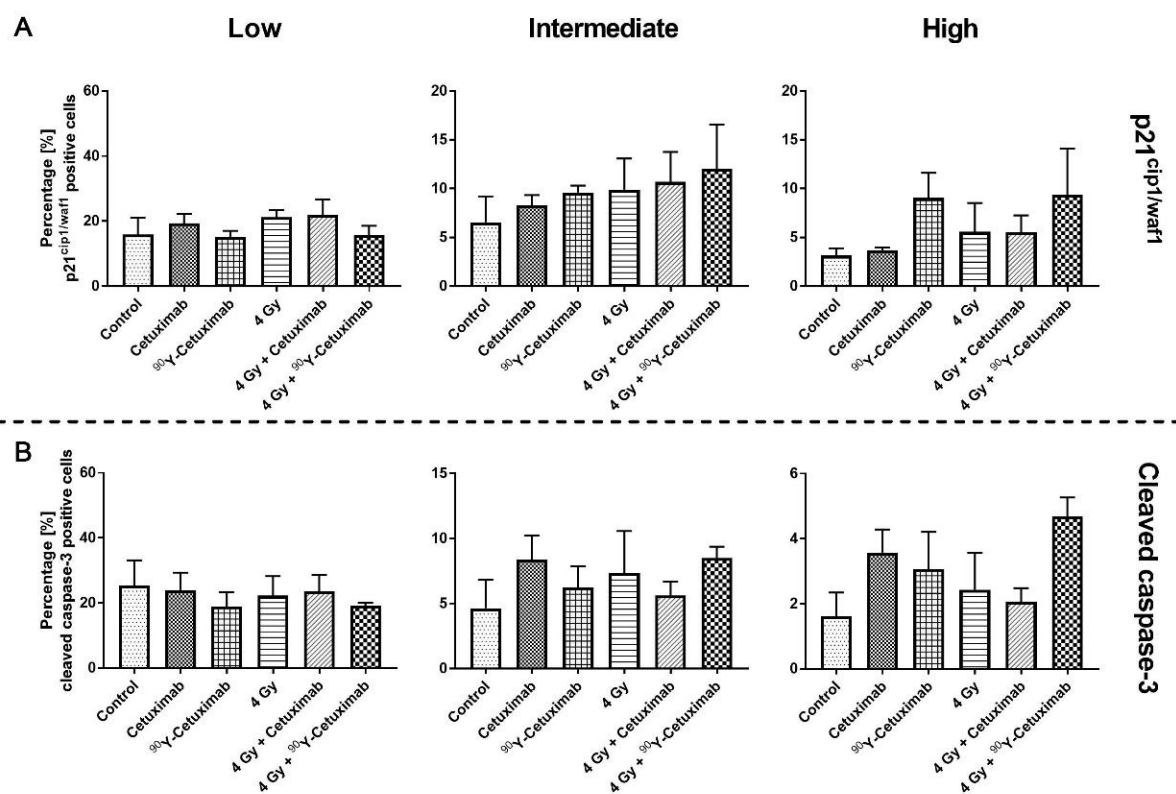 A
Low
Intermediate
High
Percentage [%]
p21cip1/waf1 positive cells
60
40
20
0
Control
Cetuximab
90Y-Cetuximab
4 Gy
4 Gy + Cetuximab
4 Gy + 90Y-Cetuximab
20
15
10
5
0
Control
Cetuximab
90Y-Cetuximab
4 Gy
4 Gy + Cetuximab
4 Gy + 90Y-Cetuximab
20
15
10
5
0
Control
Cetuximab
90Y-Cetuximab
4 Gy
4 Gy + Cetuximab
4 Gy + 90Y-Cetuximab
p21cip1/waf1
B
Percentage [%]
cleaved caspase-3 positive cells
60
40
20
0
Control
Cetuximab
90Y-Cetuximab
4 Gy
4 Gy + Cetuximab
4 Gy + 90Y-Cetuximab
15
10
5
0
Control
Cetuximab
90Y-Cetuximab
4 Gy
4 Gy + Cetuximab
4 Gy + 90Y-Cetuximab
6
4
2
0
Control
Cetuximab
90Y-Cetuximab
4 Gy
4 Gy + Cetuximab
4 Gy + 90Y-Cetuximab
Cleaved caspase-3